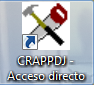 CRAPPDJ -
Acceso directo